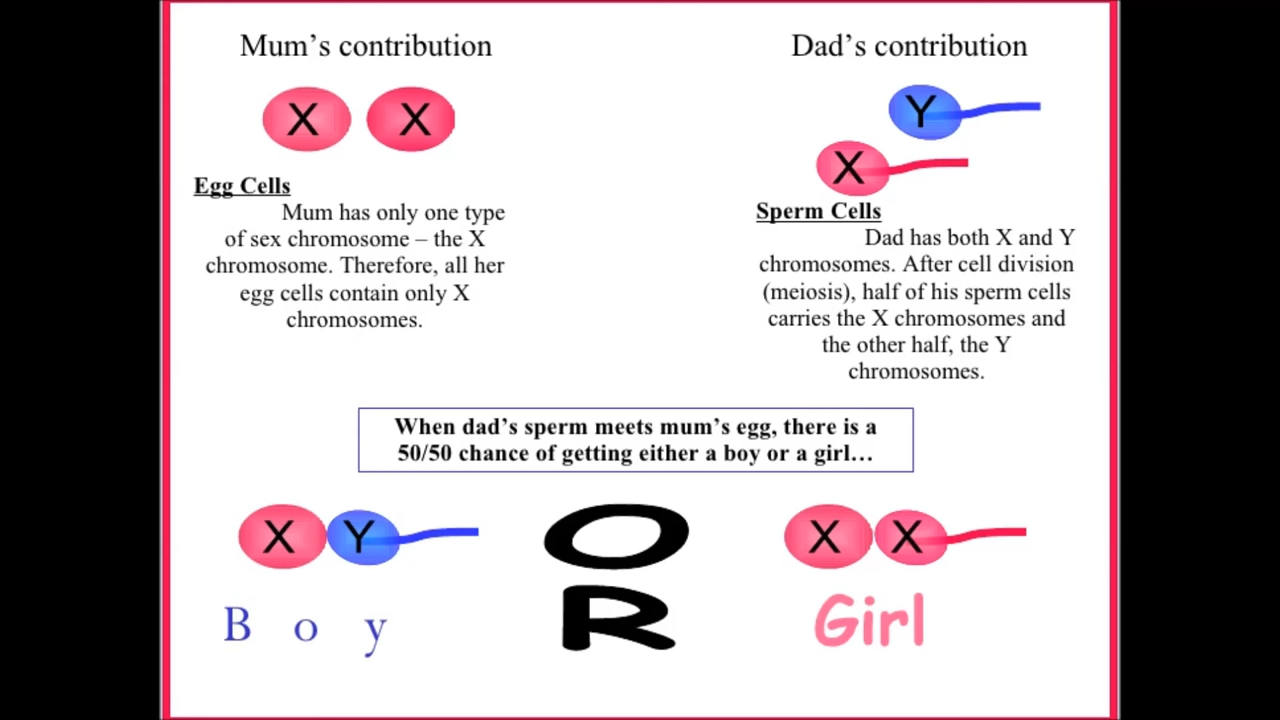 Mum's contribution
X X
Egg Cells
Mum has only one type
of sex chromosome – the X
chromosome. Therefore, all her
egg cells contain only X
chromosomes.
Dad's contribution
Y
X
Sperm Cells
Dad has both X and Y
chromosomes. After cell division
(meiosis), half of his sperm cells
carries the X chromosomes and
the other half, the Y
chromosomes.
When dad's sperm meets mum's egg, there is a
50/50 chance of getting either a boy or a girl…
X Y
Boy
O
R
X X
Girl